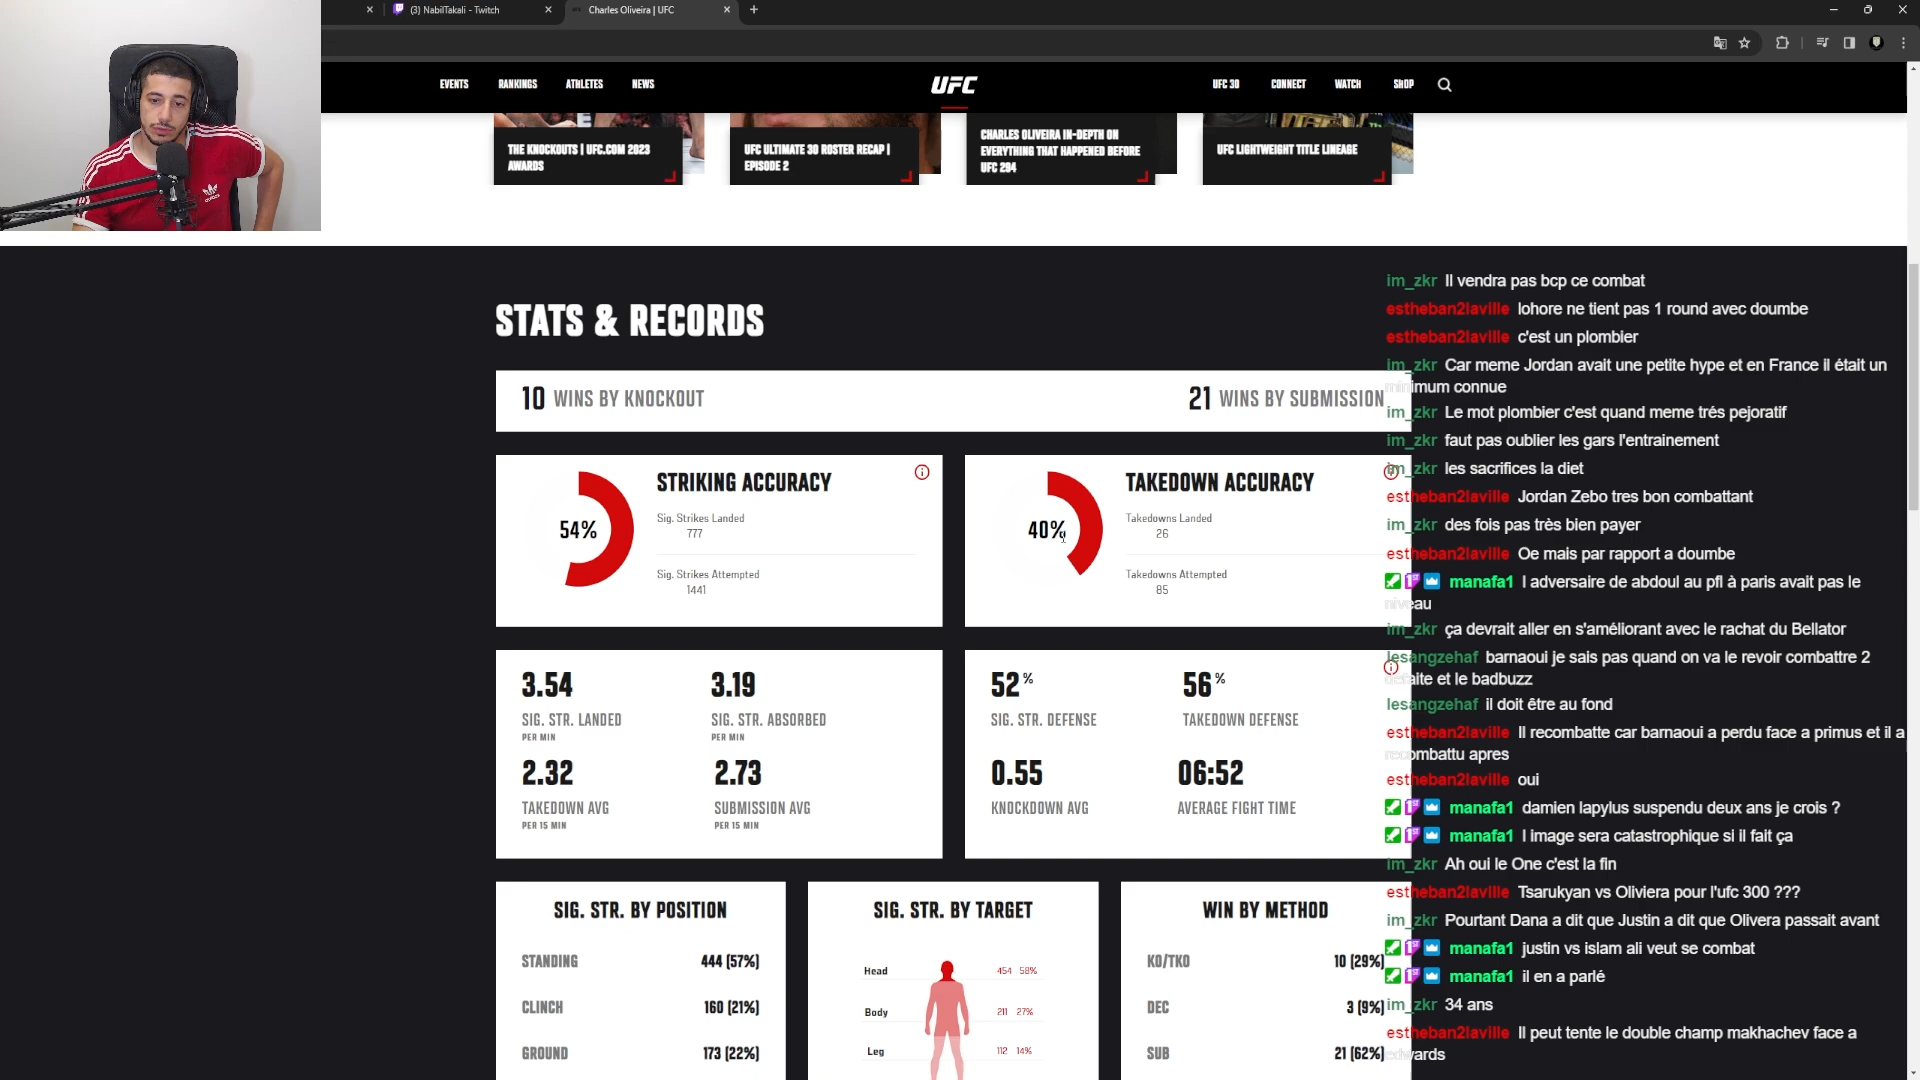 (3) NabilTakali - Twitch
Charles Oliveira | UFC
EVENTS
RANKINGS
ATHLETES
NEWS
UFC
UFC 30
CONNECT
WATCH
SHOP
THE KNOCKOUTS | UFC.COM 2023
AWARDS
UFC ULTIMATE 30 ROSTER RECAP |
EPISODE 2
CHARLES OLIVEIRA IN-DEPTH ON
EVERYTHING THAT HAPPENED BEFORE
UFC 294
UFC LIGHTWEIGHT TITLE LINEAGE
adidas
STATS & RECORDS
10 WINS BY KNOCKOUT
21 WINS BY SUBMISSION
54%
STRIKING ACCURACY
Sig. Strikes Landed
777
Sig. Strikes Attempted
1441
40%
TAKEDOWN ACCURACY
Takedowns Landed
26
Takedowns Attempted
85
3.54
SIG. STR. LANDED
PER MIN
3.19
SIG. STR. ABSORBED
PER MIN
2.32
TAKEDOWN AVG
PER 15 MIN
2.73
SUBMISSION AVG
PER 15 MIN
52%
SIG. STR. DEFENSE
56%
TAKEDOWN DEFENSE
0.55
KNOCKDOWN AVG
06:52
AVERAGE FIGHT TIME
SIG. STR. BY POSITION
STANDING 444 (57%)
CLINCH 160 (21%)
GROUND 173 (22%)
SIG. STR. BY TARGET
Head 454 58%
Body 211 27%
Leg 112 14%
WIN BY METHOD
KO/TKO 10 (29%)
DEC 3 (9%)
SUB 21 (62%)
im_zkr Il vendra pas bcp ce combat
estheban2laville lohore ne tient pas 1 round avec doumbe
estheban2laville c'est un plombier
im_zkr Car meme Jordan avait une petite hype et en France il était un
minimum connue
im_zkr Le mot plombier c'est quand meme trés pejoratif
im_zkr faut pas oublier les gars l'entrainement
im_zkr les sacrifices la diet
estheban2laville Jordan Zebo tres bon combattant
im_zkr des fois pas très bien payer
estheban2laville Oe mais par rapport a doumbe
manafa1 l adversaire de abdoul au pfl à paris avait pas le
niveau
im_zkr ça devrait aller en s'améliorant avec le rachat du Bellator
lesangzehaf barnaoui je sais pas quand on va le revoir combattre 2
defaite et le badbuzz
lesangzehaf il doit être au fond
estheban2laville Il recombatte car barnaoui a perdu face a primus et il a
recombattu apres
estheban2laville oui
manafa1 damien lapylus suspendu deux ans je crois ?
manafa1 l image sera catastrophique si il fait ça
im_zkr Ah oui le One c'est la fin
estheban2laville Tsarukyan vs Oliviera pour l'ufc 300 ???
im_zkr Pourtant Dana a dit que Justin a dit que Olivera passait avant
manafa1 justin vs islam ali veut se combat
manafa1 il en a parlé
im_zkr 34 ans
estheban2laville Il peut tente le double champ makhachev face a
edwards